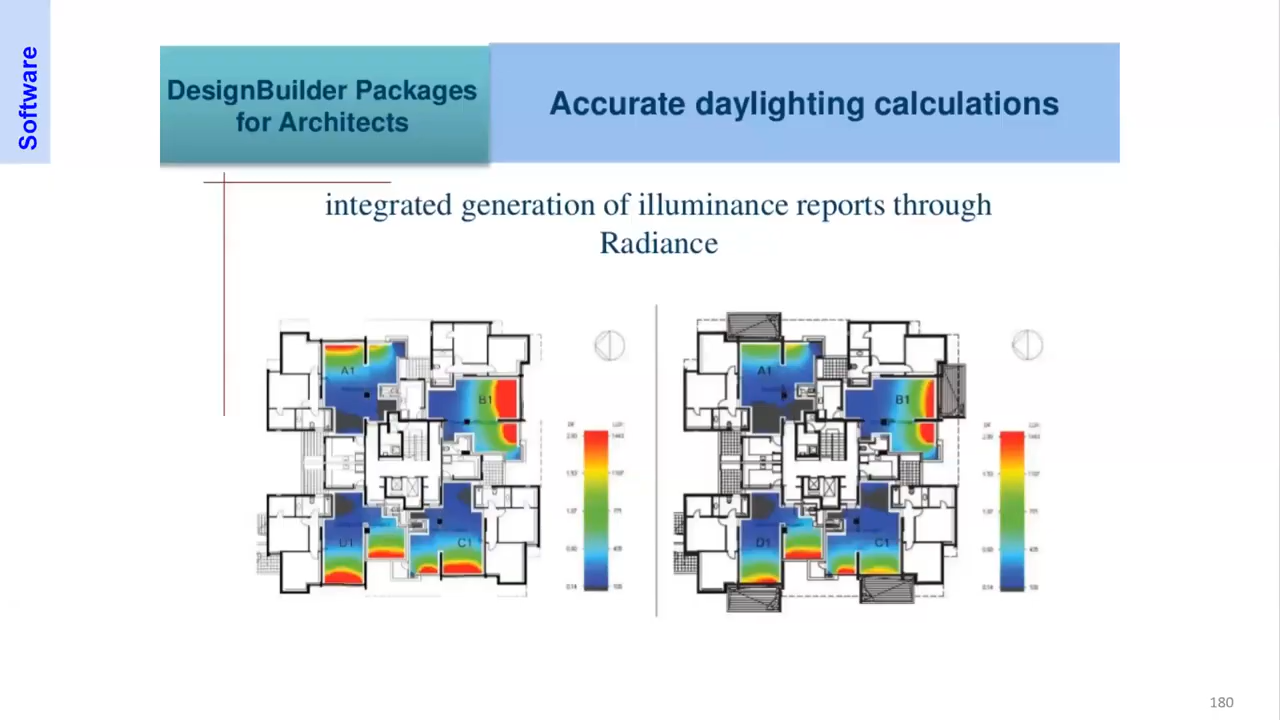 Software
DesignBuilder Packages
for Architects
Accurate daylighting calculations
integrated generation of illuminance reports through
Radiance
A1
B1
D1
C1
A1
B1
D1
C1
180